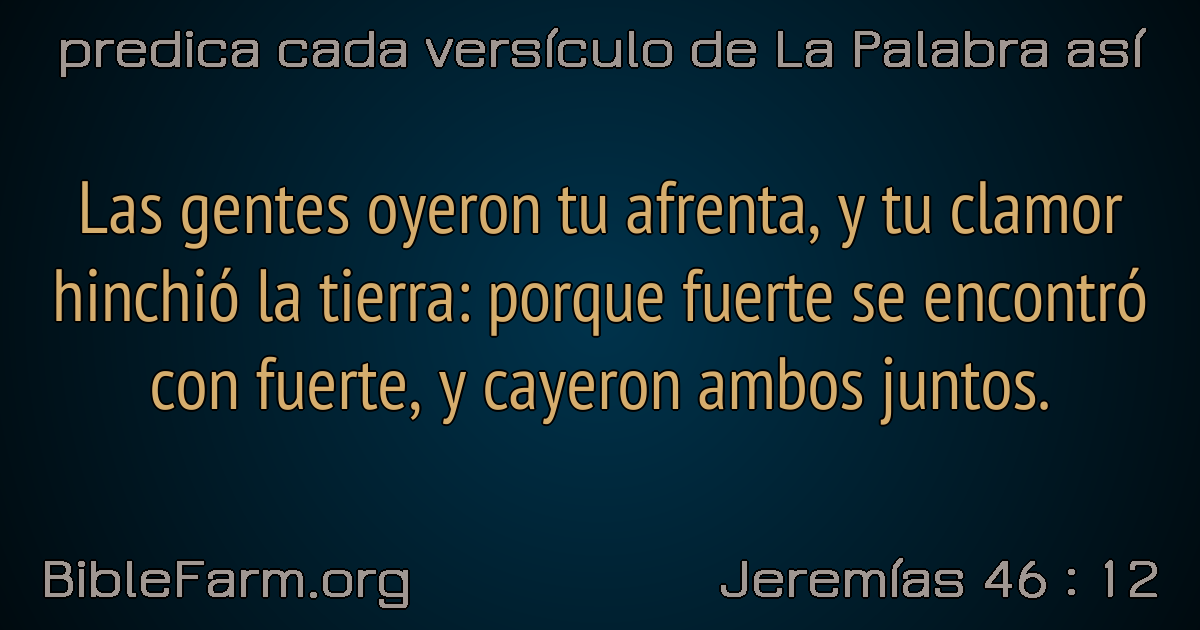 predica cada versículo de La Palabra así
Las gentes oyeron tu afrenta, y tu clamor
hinchió la tierra: porque fuerte se encontró
con fuerte, y cayeron ambos juntos.
BibleFarm.org
Jeremías 46 : 12